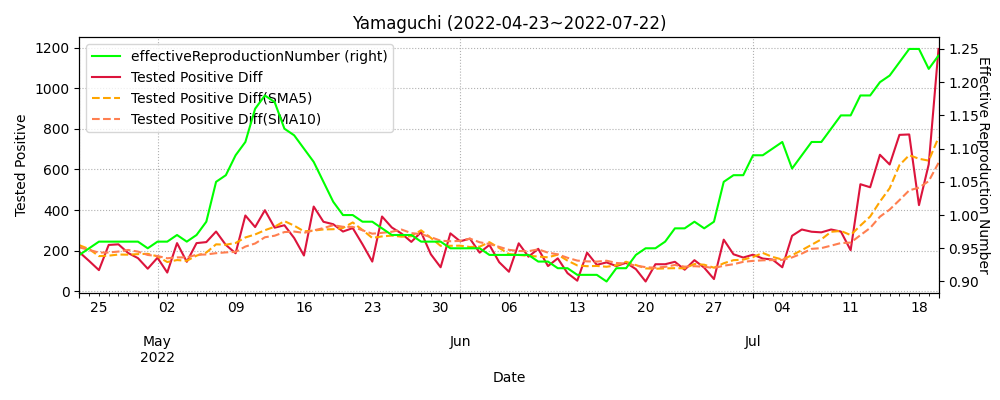 Yamaguchi (2022-04-23~2022-07-22)
effectiveReproductionNumber (right)
Tested Positive Diff
Tested Positive Diff(SMA5)
Tested Positive Diff(SMA10)
Tested Positive
1200
1000
800
600
400
200
0
Effective Reproduction Number
1.25
1.20
1.15
1.10
1.05
1.00
0.95
0.90
25 02 09 16 23 30 06 13 20 27 04 11 18
May Jun Jul
2022
Date